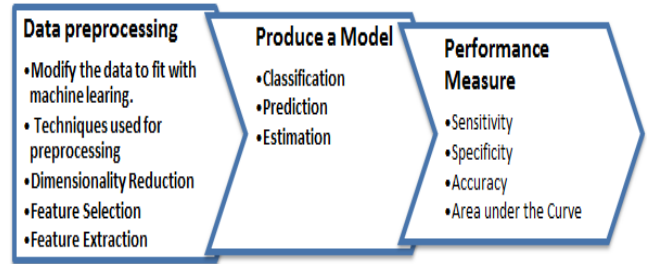 Data preprocessing
•Modify the data to fit with
machine learing.
• Techniques used for
preprocessing
•Dimensionality Reduction
•Feature Selection
•Feature Extraction
Produce a Model
•Classification
•Prediction
•Estimation
Performance
Measure
•Sensitivity
•Specificity
•Accuracy
•Area under the Curve